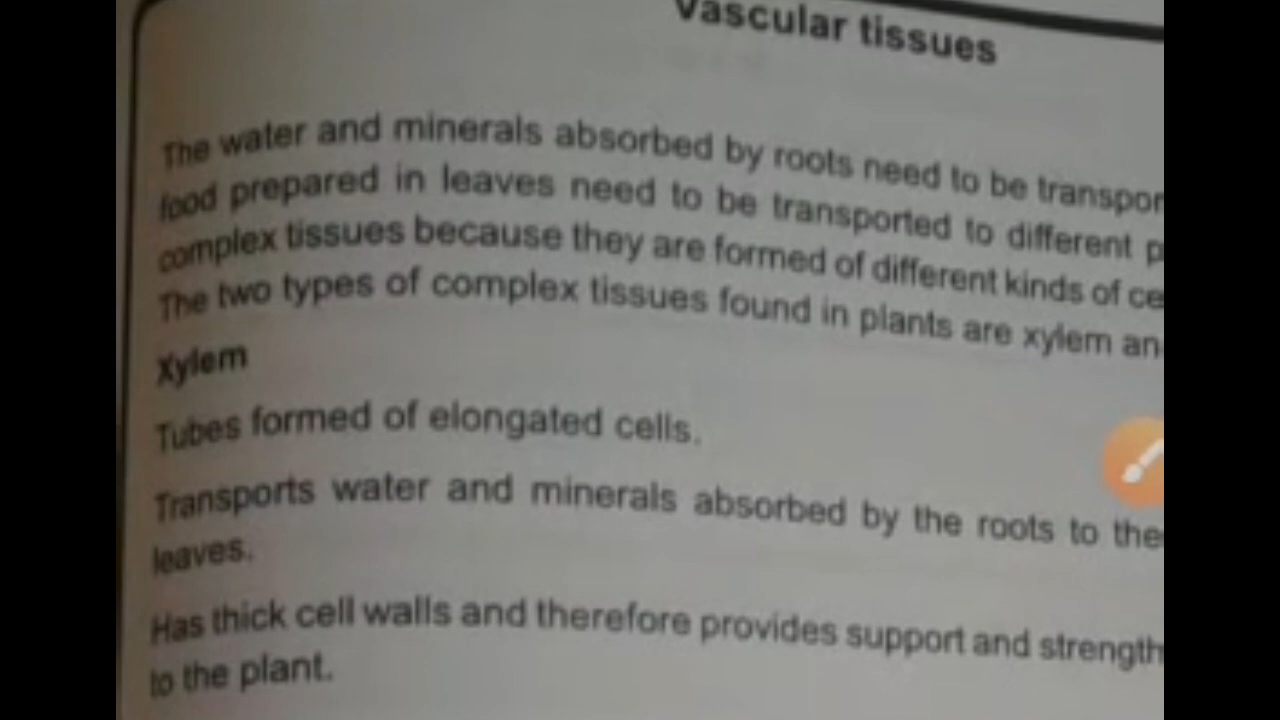 Vascular tissues
The water and minerals absorbed by roots need to be transpor
food prepared in leaves need to be transported to different p
complex tissues because they are formed of different kinds of ce
The two types of complex tissues found in plants are xylem an
Xylem
Tubes formed of elongated cells.
Transports water and minerals absorbed by the roots to the
leaves.
Has thick cell walls and therefore provides support and strength
to the plant.